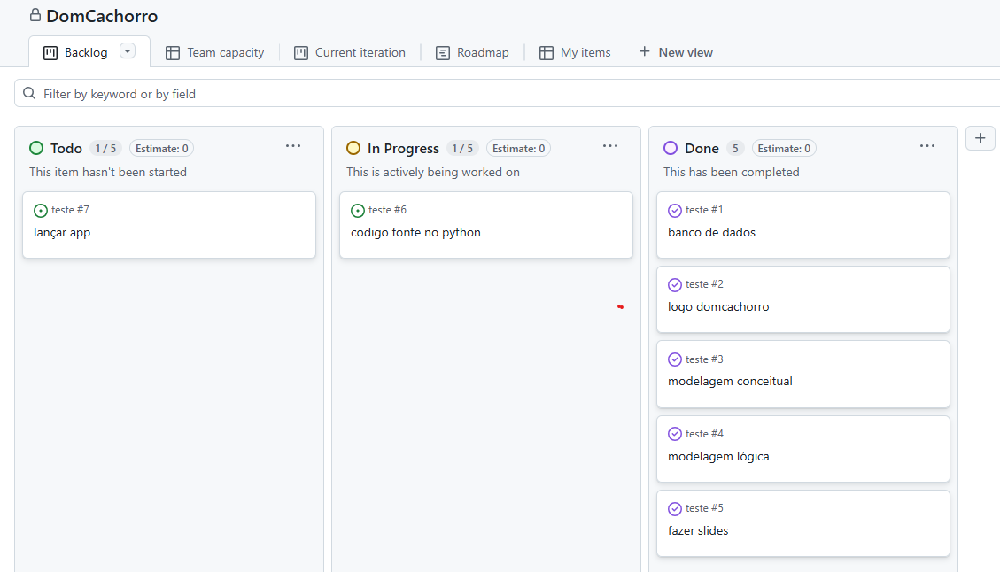 DomCachorro
Backlog
Team capacity
Current iteration
Roadmap
My items
New view
Filter by keyword or by field
Todo 1 / 5 Estimate: 0
This item hasn't been started
teste #7
lançar app
In Progress 1 / 5 Estimate: 0
This is actively being worked on
teste #6
codigo fonte no python
Done 5 Estimate: 0
This has been completed
teste #1
banco de dados
teste #2
logo domcachorro
teste #3
modelagem conceitual
teste #4
modelagem lógica
teste #5
fazer slides